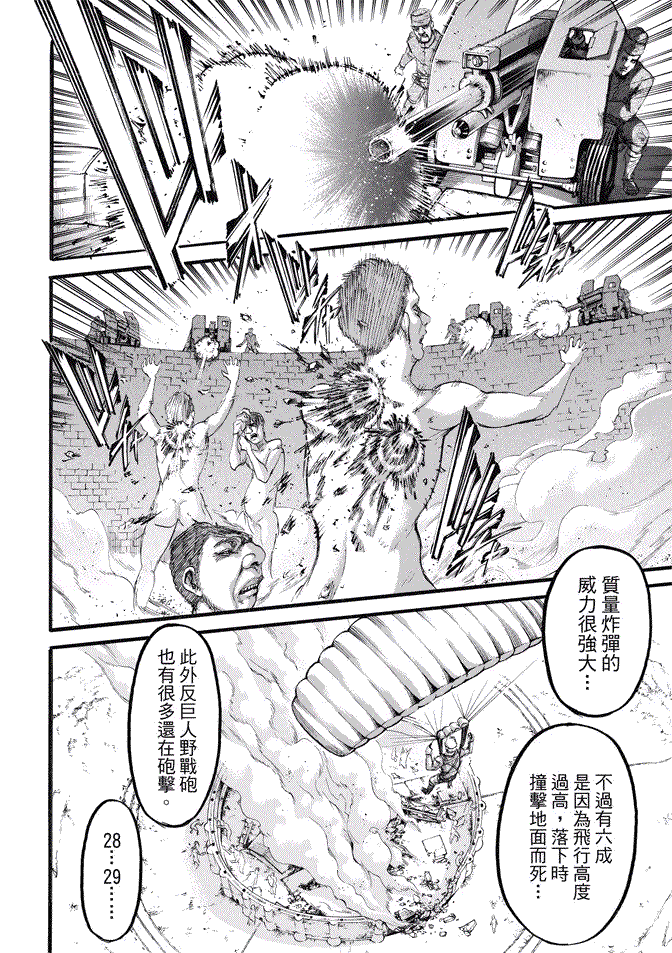 質量炸彈的
威力很強大…
不過有六成
是因為飛行高度
過高，落下時
撞擊地面而死…
此外反巨人野戰砲
也有很多還在砲擊。
28…
29……